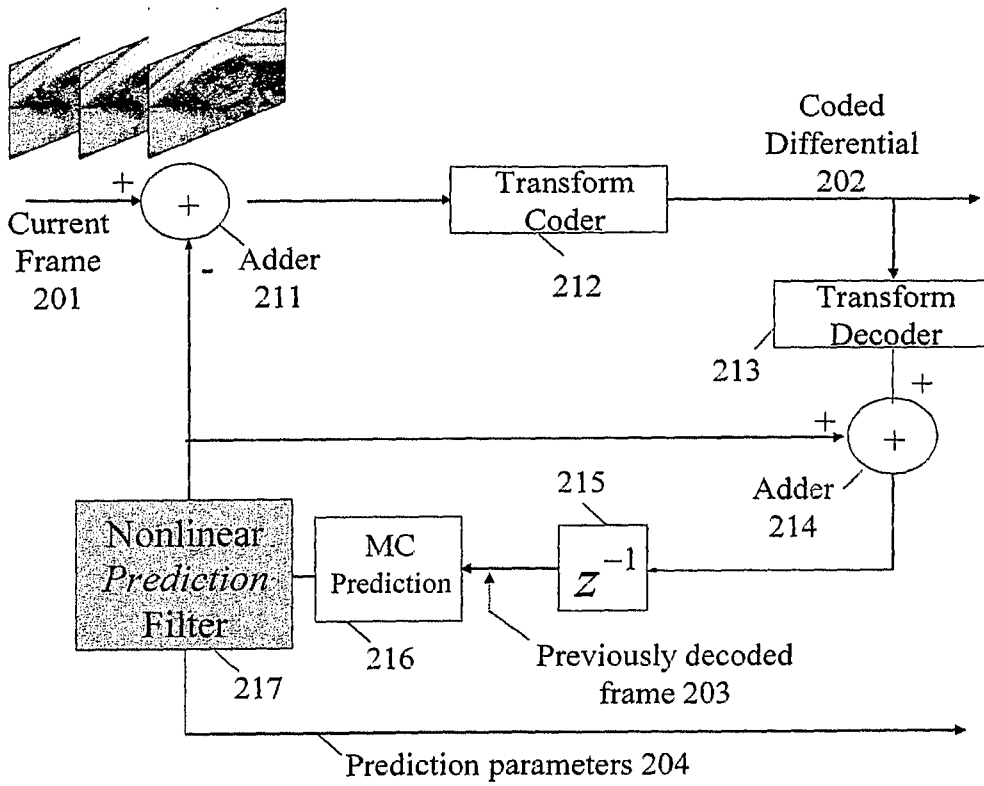 Coded
Differential
202
+
+
Transform
Coder
Current
Frame
201
-
Adder
211
212
Transform
Decoder
213
+
+
+
Adder
214
215
z⁻¹
Nonlinear
Prediction
Filter
MC
Prediction
216
217
Previously decoded
frame 203
Prediction parameters 204